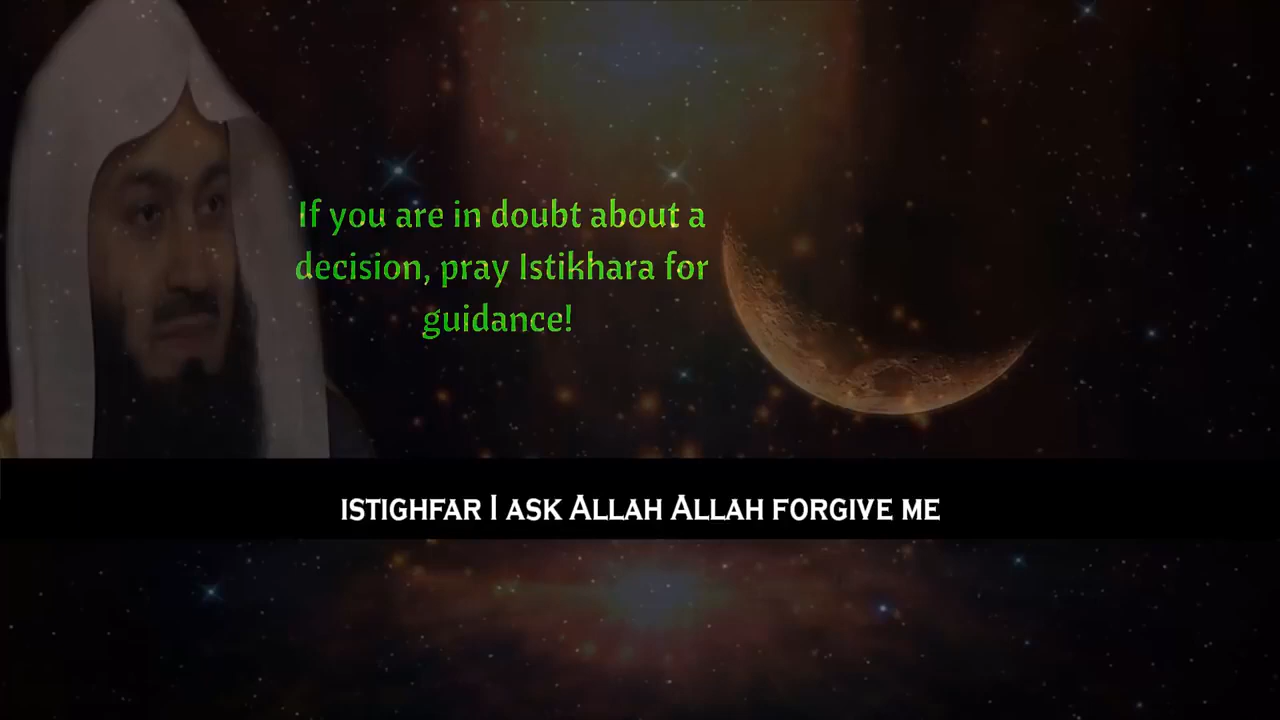 If you are in doubt about a
decision, pray Istikhara for
guidance!
ISTIGHFAR I ASK ALLAH ALLAH FORGIVE ME